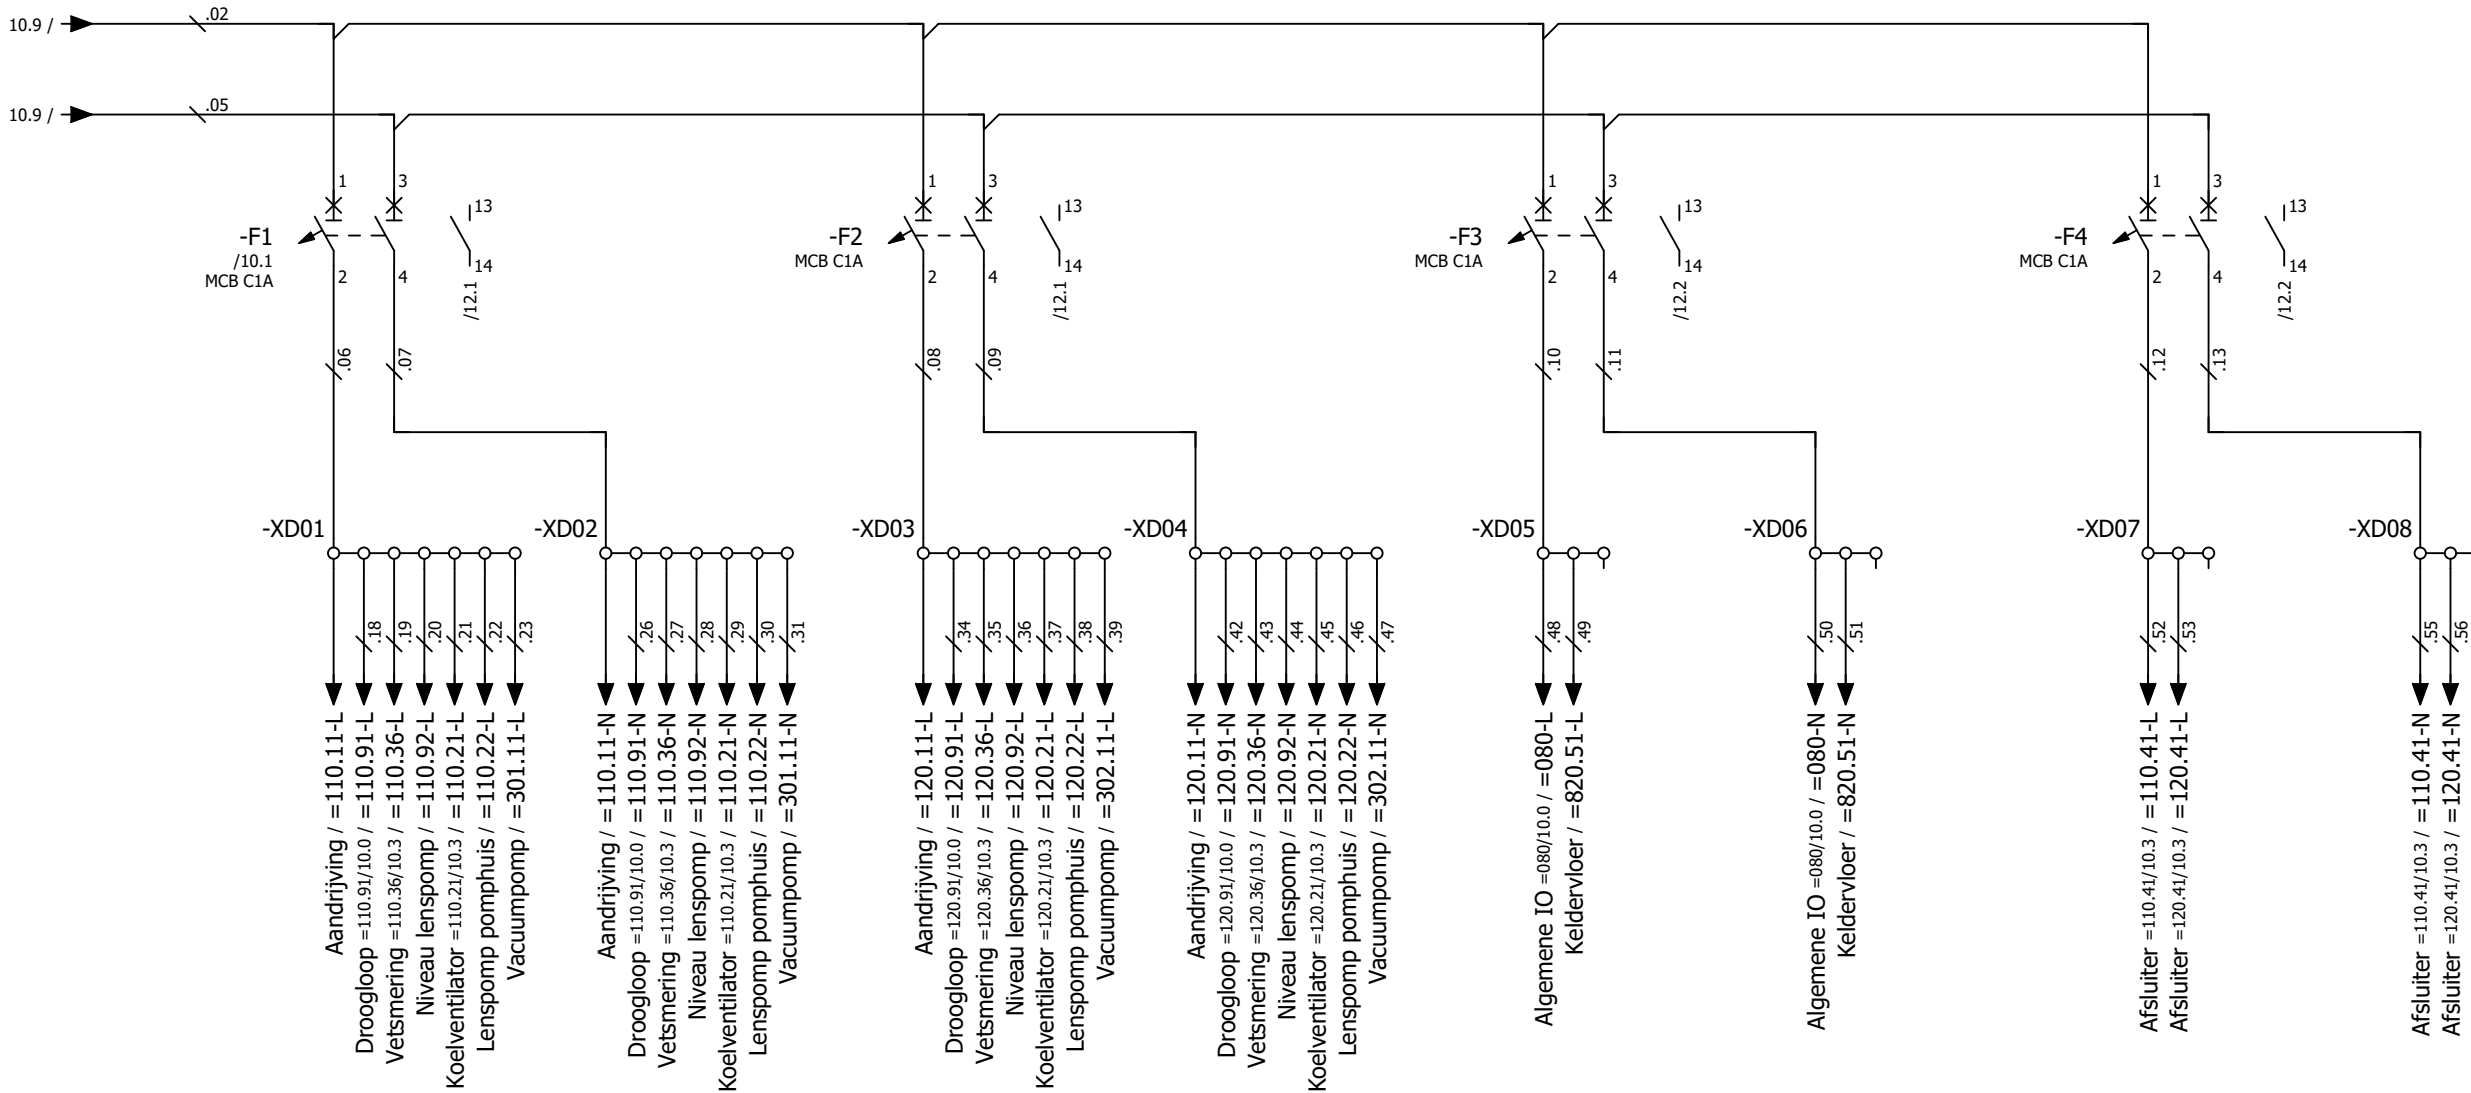 10.9 /
.02
10.9 /
.05
1
3
13
-F1
/10.1
MCB C1A
2
4
14
/12.1
1
3
13
-F2
MCB C1A
2
4
14
/12.1
1
3
13
-F3
MCB C1A
2
4
14
/12.2
1
3
13
-F4
MCB C1A
2
4
14
/12.2
.06
.07
.08
.09
.10
.11
.12
.13
-XD01
-XD02
-XD03
-XD04
-XD05
-XD06
-XD07
-XD08
.18
.19
.20
.21
.22
.23
.26
.27
.28
.29
.30
.31
.34
.35
.36
.37
.38
.39
.42
.43
.44
.45
.46
.47
.48
.49
.50
.51
.52
.53
.55
.56
Aandrijving / =110.11-L
Droogloop =110.91/10.0 / =110.91-L
Vetsmering =110.36/10.3 / =110.36-L
Niveau lenspomp / =110.92-L
Koelventilator =110.21/10.3 / =110.21-L
Lenspomp pomphuis / =110.22-L
Vacuumpomp / =301.11-L
Aandrijving / =110.11-N
Droogloop =110.91/10.0 / =110.91-N
Vetsmering =110.36/10.3 / =110.36-N
Niveau lenspomp / =110.92-N
Koelventilator =110.21/10.3 / =110.21-N
Lenspomp pomphuis / =110.22-N
Vacuumpomp / =301.11-N
Aandrijving / =120.11-L
Droogloop =120.91/10.0 / =120.91-L
Vetsmering =120.36/10.3 / =120.36-L
Niveau lenspomp / =120.92-L
Koelventilator =120.21/10.3 / =120.21-L
Lenspomp pomphuis / =120.22-L
Vacuumpomp / =302.11-L
Aandrijving / =120.11-N
Droogloop =120.91/10.0 / =120.91-N
Vetsmering =120.36/10.3 / =120.36-N
Niveau lenspomp / =120.92-N
Koelventilator =120.21/10.3 / =120.21-N
Lenspomp pomphuis / =120.22-N
Vacuumpomp / =302.11-N
Algemene IO =080/10.0 / =080-L
Keldervloer / =820.51-L
Algemene IO =080/10.0 / =080-N
Keldervloer / =820.51-N
Afsluiter =110.41/10.3 / =110.41-L
Afsluiter =120.41/10.3 / =120.41-L
Afsluiter =110.41/10.3 / =110.41-N
Afsluiter =120.41/10.3 / =120.41-N